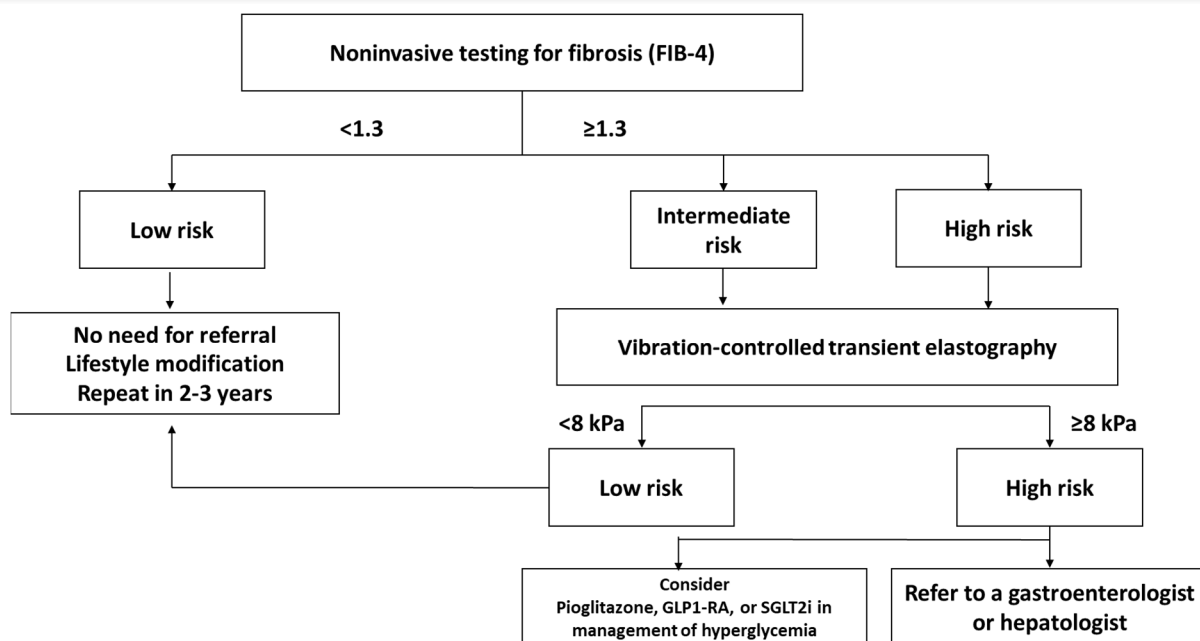 Noninvasive testing for fibrosis (FIB-4)
<1.3
≥1.3
Low risk
Intermediate
risk
High risk
No need for referral
Lifestyle modification
Repeat in 2-3 years
Vibration-controlled transient elastography
<8 kPa
≥8 kPa
Low risk
High risk
Consider
Pioglitazone, GLP1-RA, or SGLT2i in
management of hyperglycemia
Refer to a gastroenterologist
or hepatologist